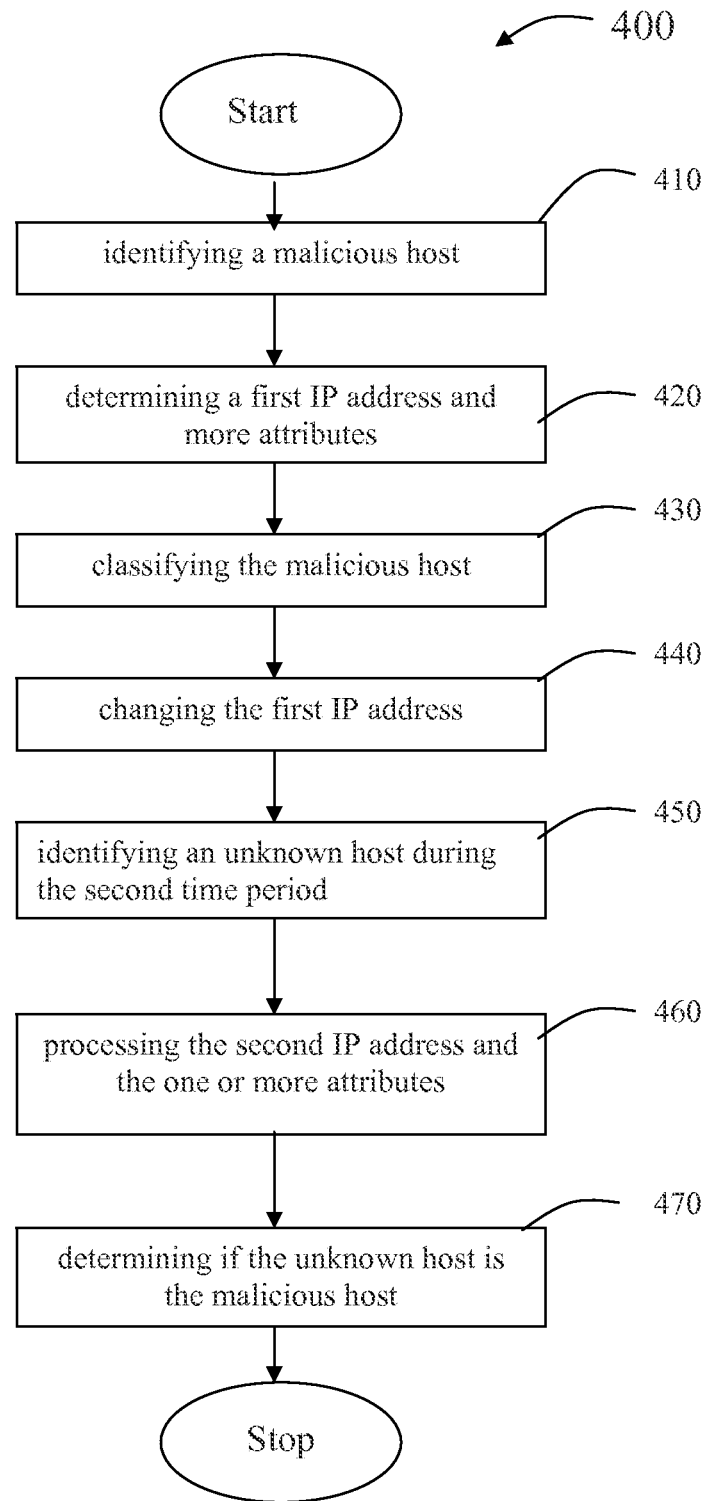 400
Start
410
identifying a malicious host
determining a first IP address and
more attributes
420
430
classifying the malicious host
440
changing the first IP address
450
identifying an unknown host during
the second time period
460
processing the second IP address and
the one or more attributes
470
determining if the unknown host is
the malicious host
Stop